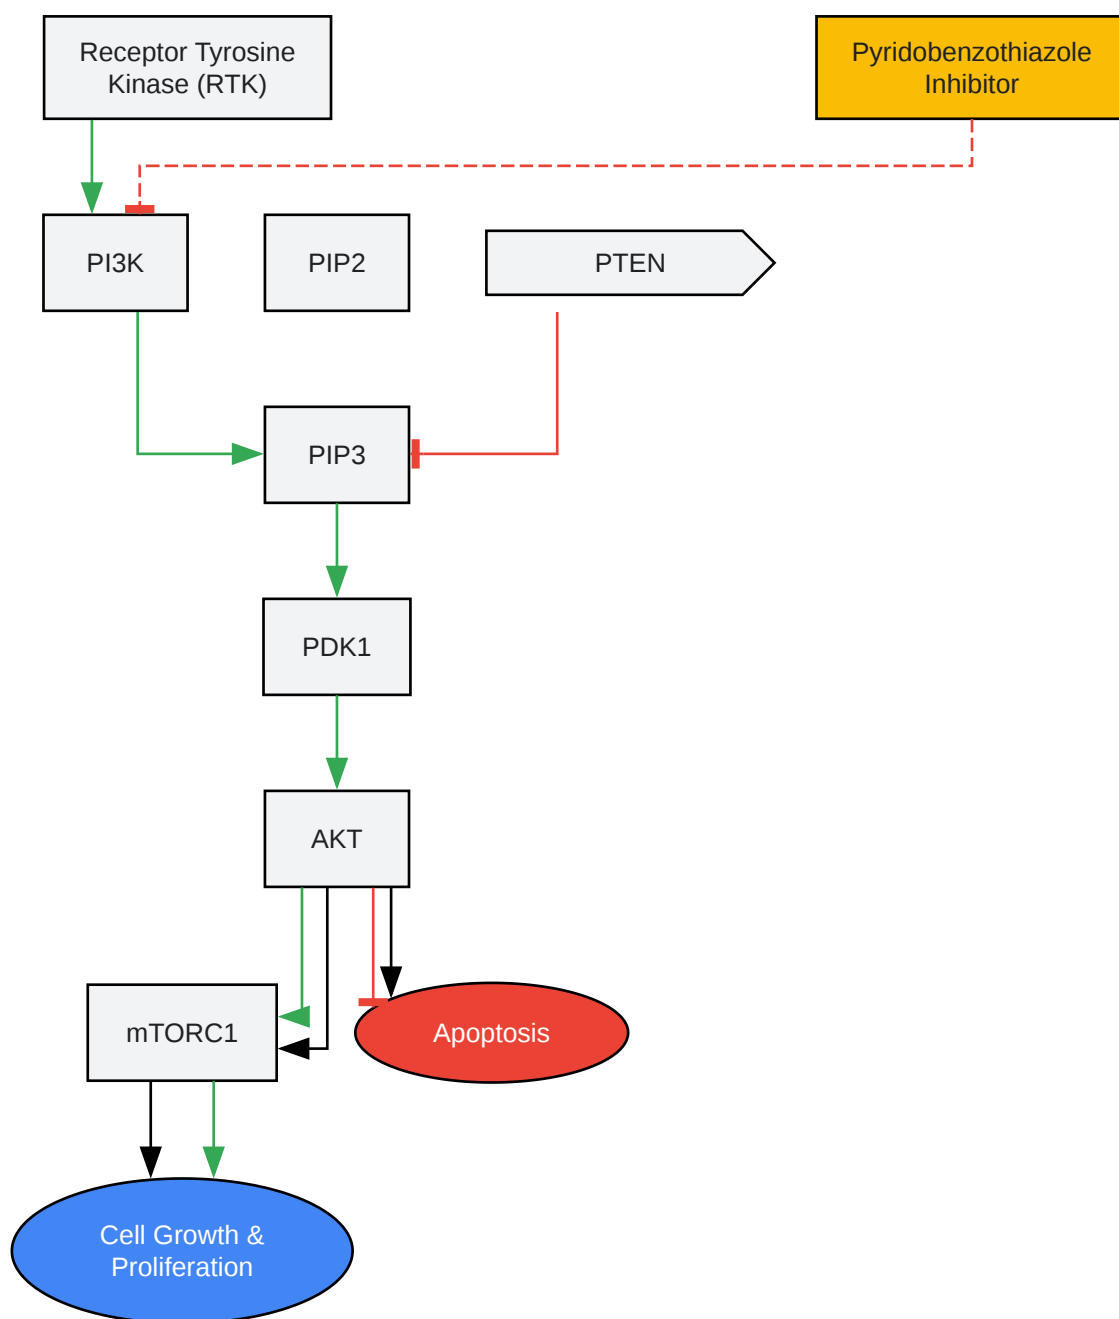 Receptor Tyrosine
Kinase (RTK)
Pyridobenzothiazole
Inhibitor
PI3K
PIP2
PTEN
PIP3
PDK1
AKT
mTORC1
Apoptosis
Cell Growth &
Proliferation